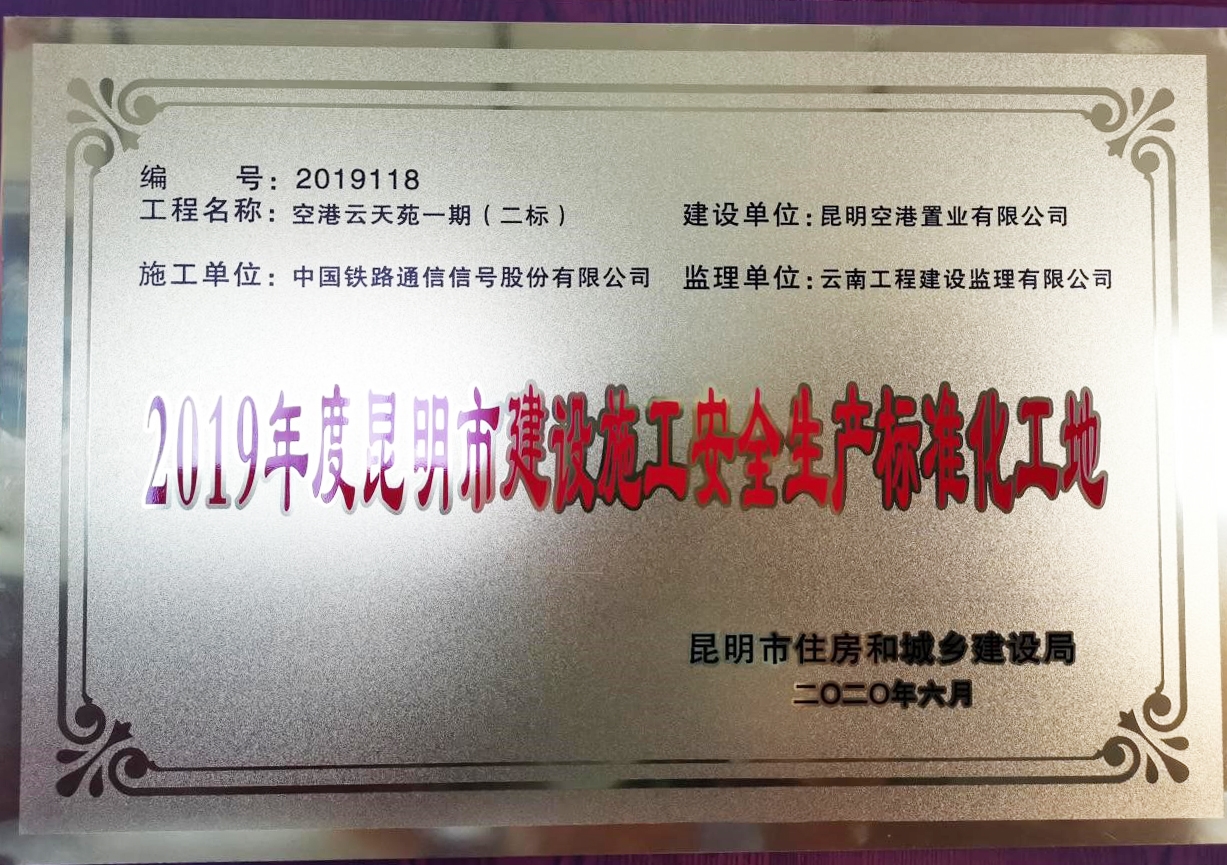 编 号：2019118
工程名称：空港云天苑一期（二标） 建设单位：昆明空港置业有限公司
施工单位：中国铁路通信信号股份有限公司 监理单位：云南工程建设监理有限公司
2019年度昆明市建设施工安全生产标准化工地
昆明市住房和城乡建设局
二〇二〇年六月